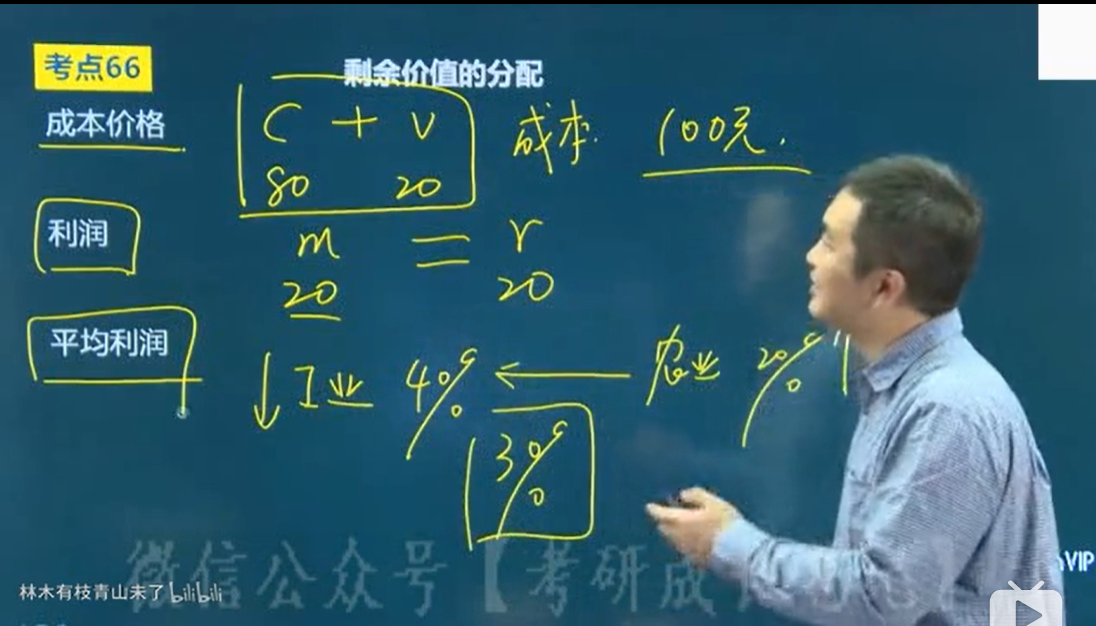 考点66
剩余价值的分配
成本价格
C + V 成本 100元.
80 20
利润
m = r
20 20
平均利润
↓工业 40% ← 农业 20% ↑
30%
微信公众号【考研成
林木有枝青山未了 bilibili
VIP